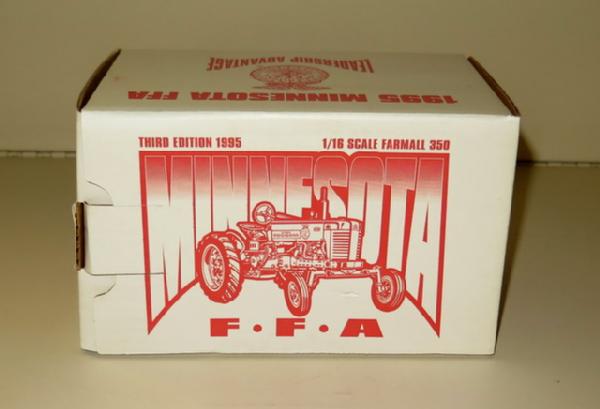 LEADERSHIP ADVANTAGE
1995 MINNESOTA FFA
THIRD EDITION 1995 1/16 SCALE FARMALL 350
MINNESOTA
F·F·A